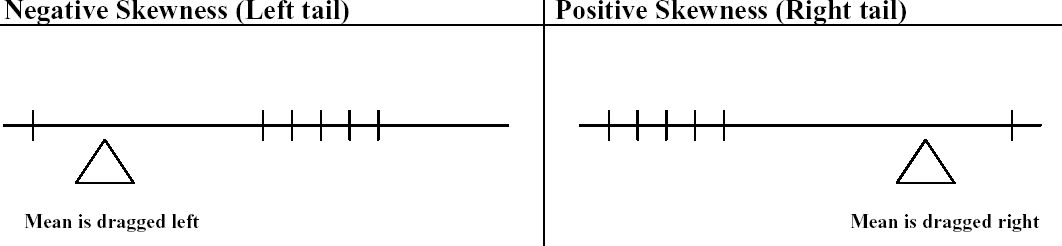 Negative Skewness (Left tail)
Positive Skewness (Right tail)
Mean is dragged left
Mean is dragged right